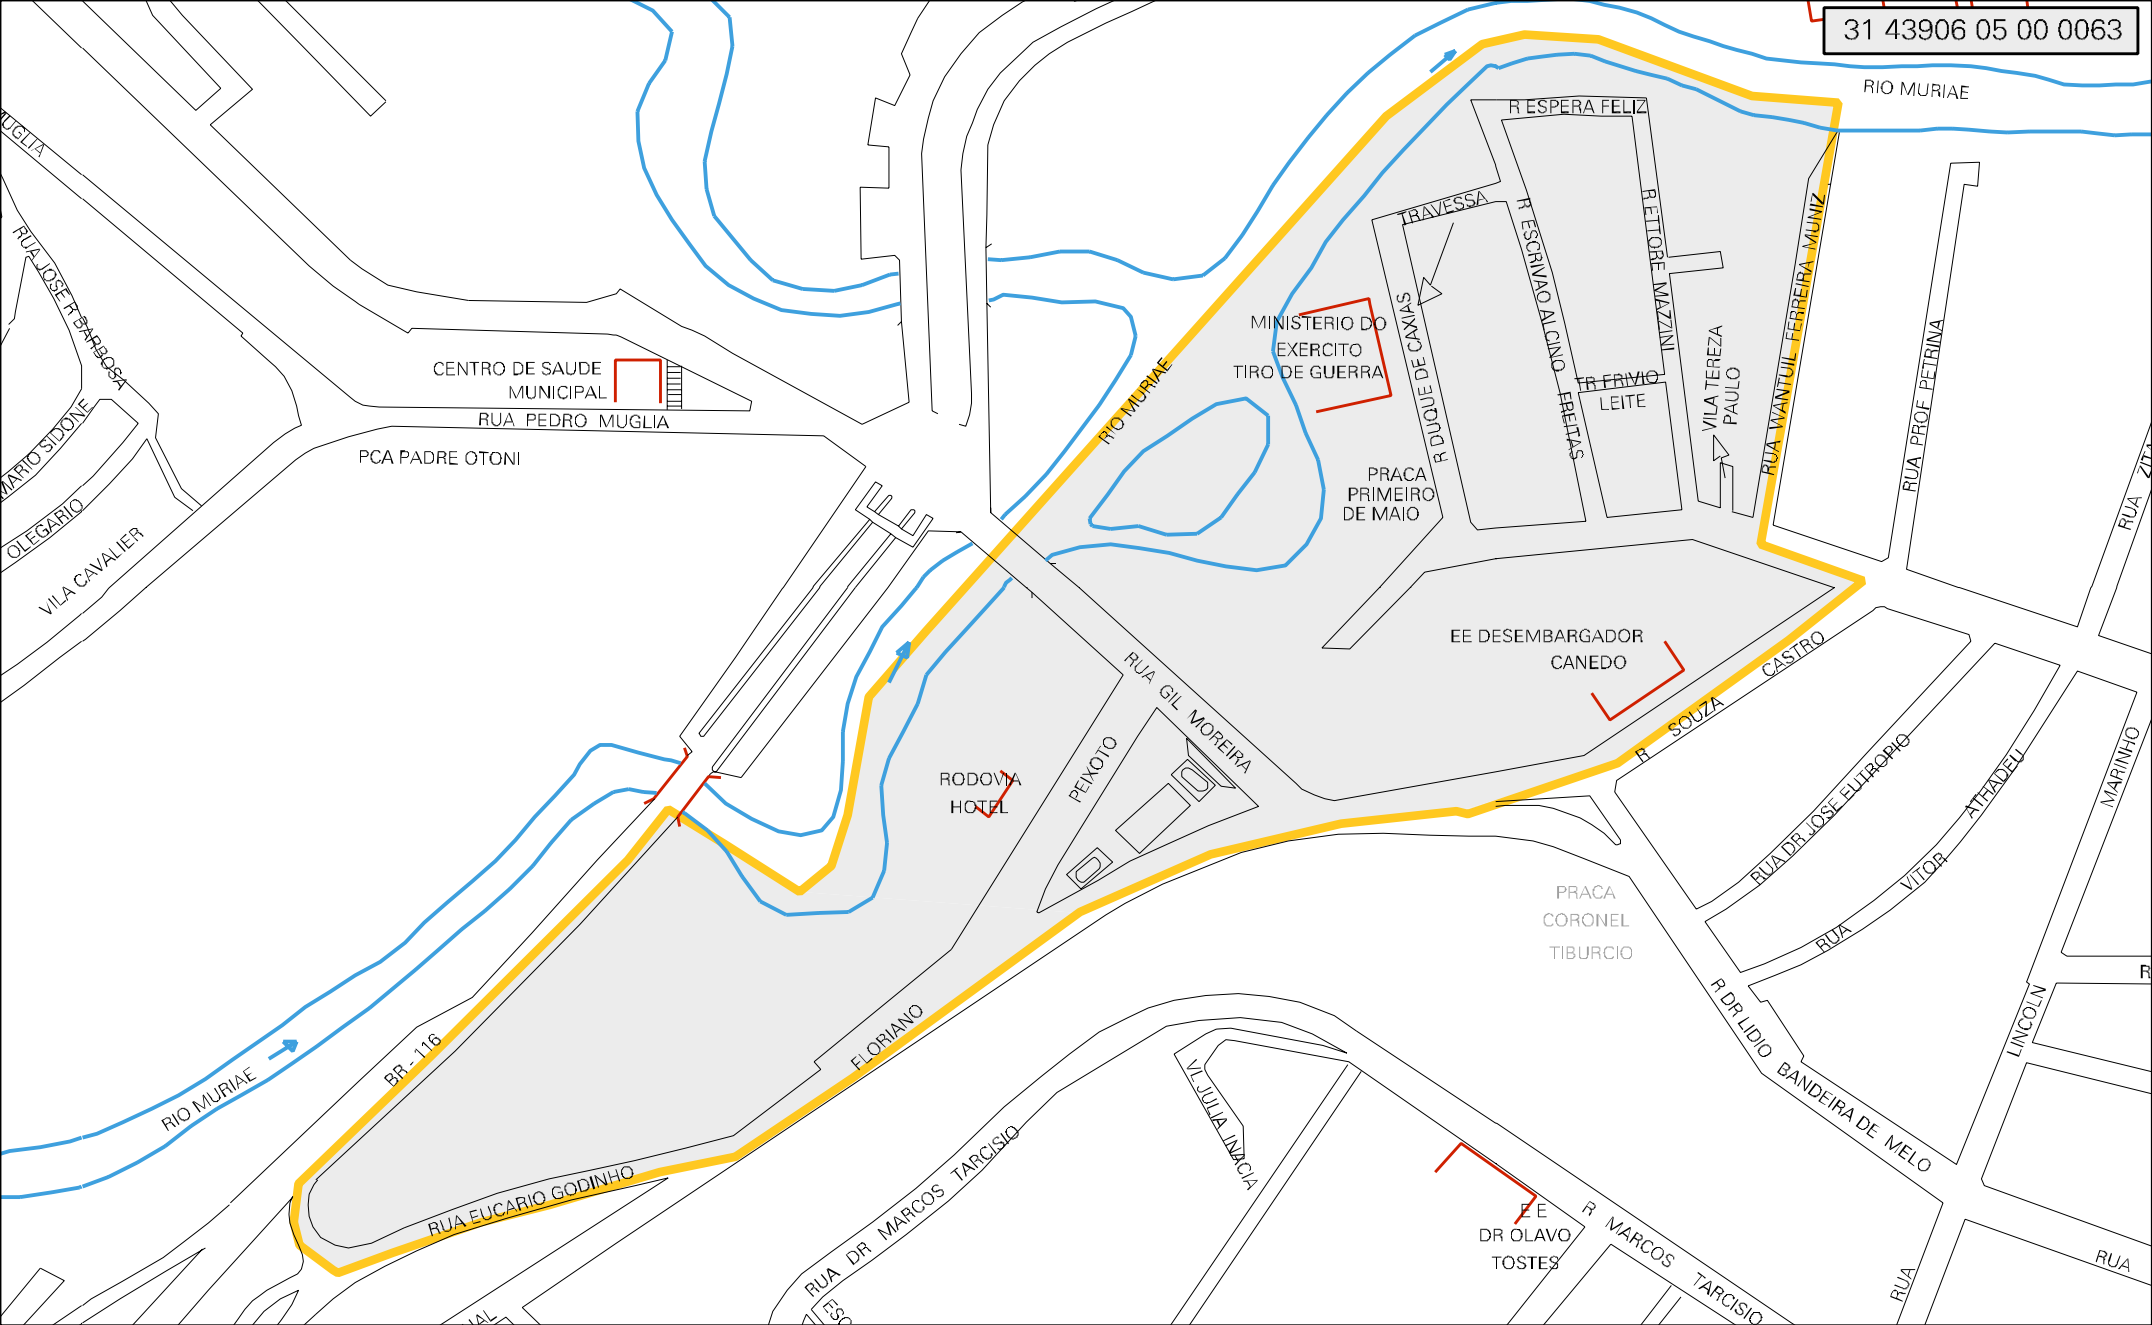 31 43906 05 00 0063
RIO MURIAE
R ESPERA FELIZ
TRAVESSA
R ESCRIVAO ALCINO FREITAS
R ETTORE MAZZINI
RUA WANTUIL FERREIRA MUNIZ
VILA TEREZA
PAULO
RUA PROF PETRINA
R DUQUE DE CAXIAS
MINISTERIO DO
EXERCITO
TIRO DE GUERRA
TR FRIVIO
LEITE
PRACA
PRIMEIRO
DE MAIO
RIO MURIAE
MUGLIA
RUA JOSE R BARBOSA
CENTRO DE SAUDE
MUNICIPAL
RUA PEDRO MUGLIA
PCA PADRE OTONI
MARIO SIDONE
OLEGARIO
VILA CAVALIER
RUA ZITA
EE DESEMBARGADOR
CANEDO
R SOUZA CASTRO
RUA GIL MOREIRA
PEIXOTO
RODOVIA
HOTEL
RUA DR JOSE EUTROPIO
RUA VITOR ATHADEU
MARINHO
LINCOLN
PRACA
CORONEL
TIBURCIO
R DR LIDIO BANDEIRA DE MELO
R
FLORIANO
BR - 116
RIO MURIAE
RUA EUCARIO GODINHO
RUA DR MARCOS TARCISIO
VL JULIA INACIA
E E
DR OLAVO
TOSTES
R MARCOS TARCISIO
RUA
RUA
ESC